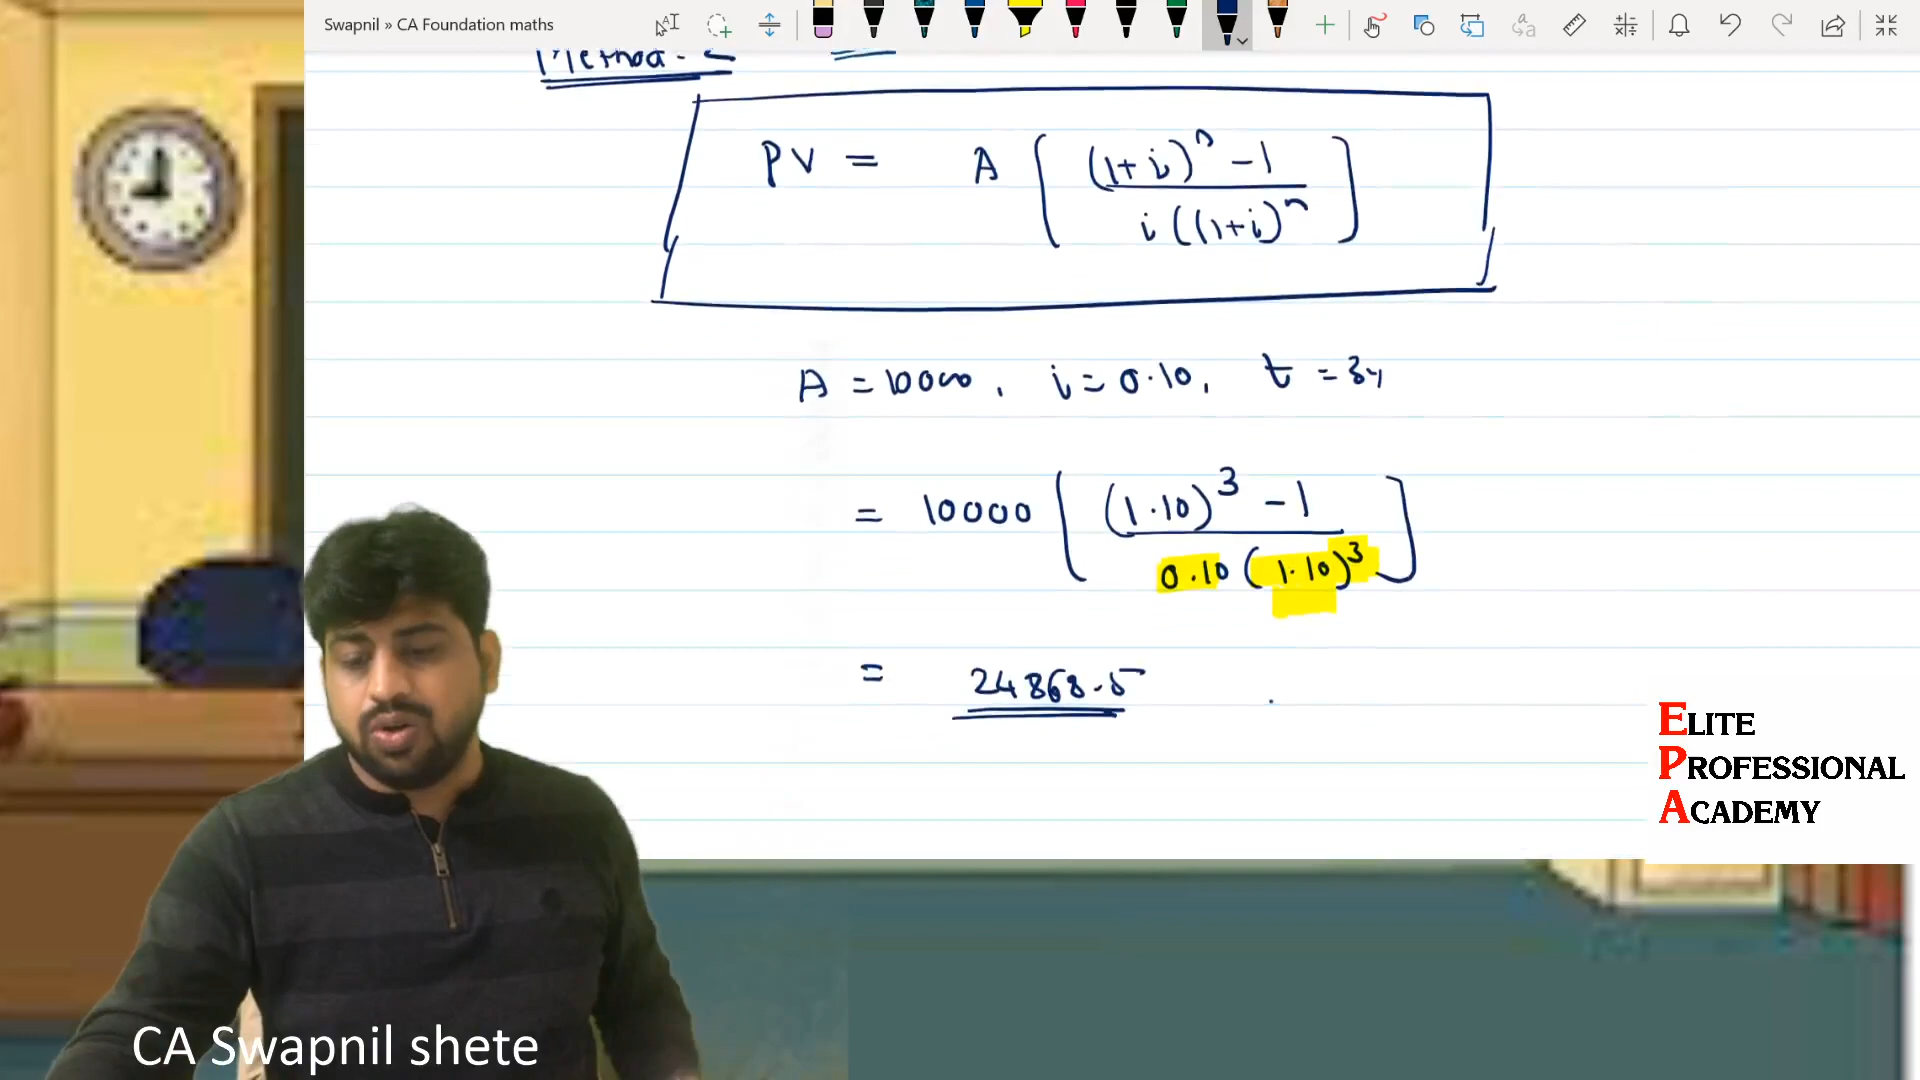 Swapnil » CA Foundation maths
Method - 2
PV = A [ (1+i)^n - 1 / i((1+i)^n ]
A = 10000, i = 0.10, t = 3y
= 10000 [ (1.10)^3 - 1 / 0.10 (1.10)^3 ]
= 24868.5
ELITE
PROFESSIONAL
ACADEMY
CA Swapnil shete